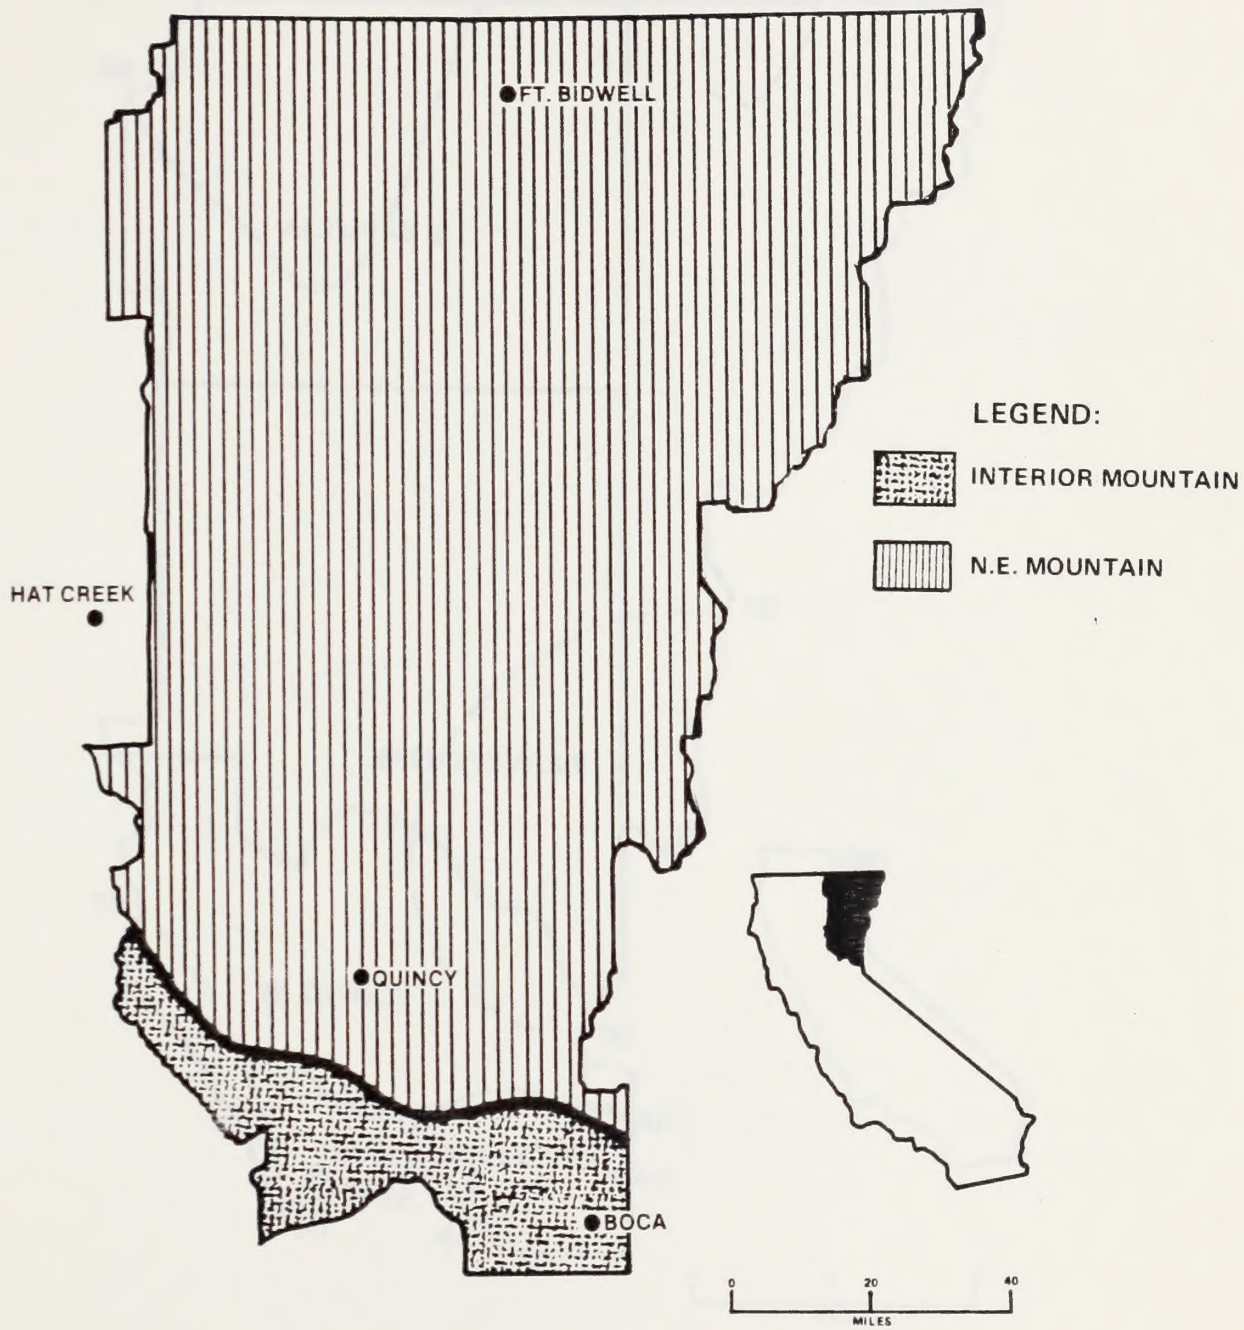 FT. BIDWELL
LEGEND:
INTERIOR MOUNTAIN
N.E. MOUNTAIN
HAT CREEK
QUINCY
BOCA
0 20 40
MILES